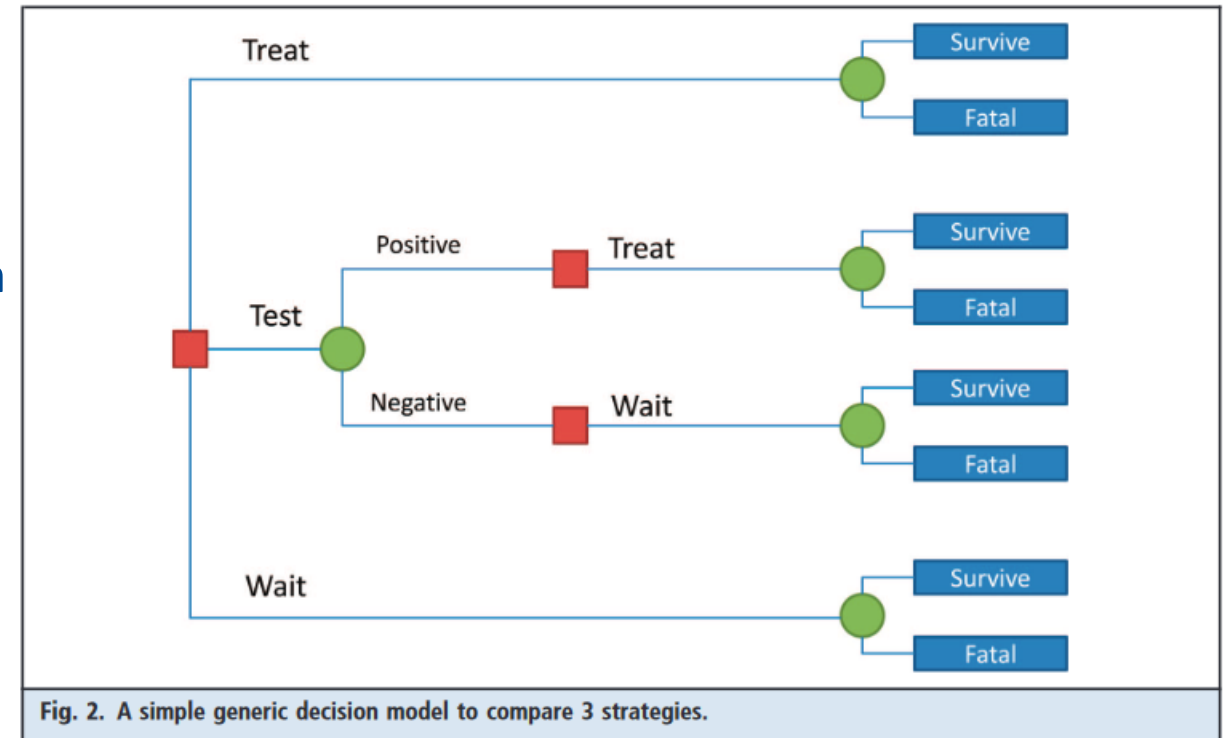 Treat
Survive
Fatal
n
Positive
Treat
Survive
Fatal
Test
Negative
Wait
Survive
Fatal
Wait
Survive
Fatal
Fig. 2. A simple generic decision model to compare 3 strategies.